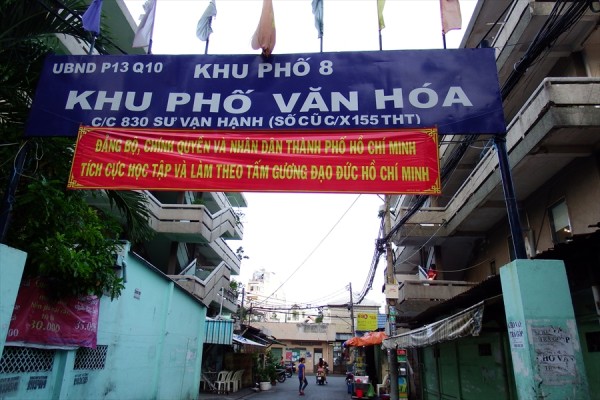 UBND P13 Q10 KHU PHỐ 8
KHU PHỐ VĂN HÓA
C/C 830 SƯ VẠN HẠNH (SỐ CŨ C/X 155 THT)
ĐẢNG BỘ, CHÍNH QUYỀN VÀ NHÂN DÂN THÀNH PHỐ HỒ CHÍ MINH
TÍCH CỰC HỌC TẬP VÀ LÀM THEO TẤM GƯƠNG ĐẠO ĐỨC HỒ CHÍ MINH
10.000